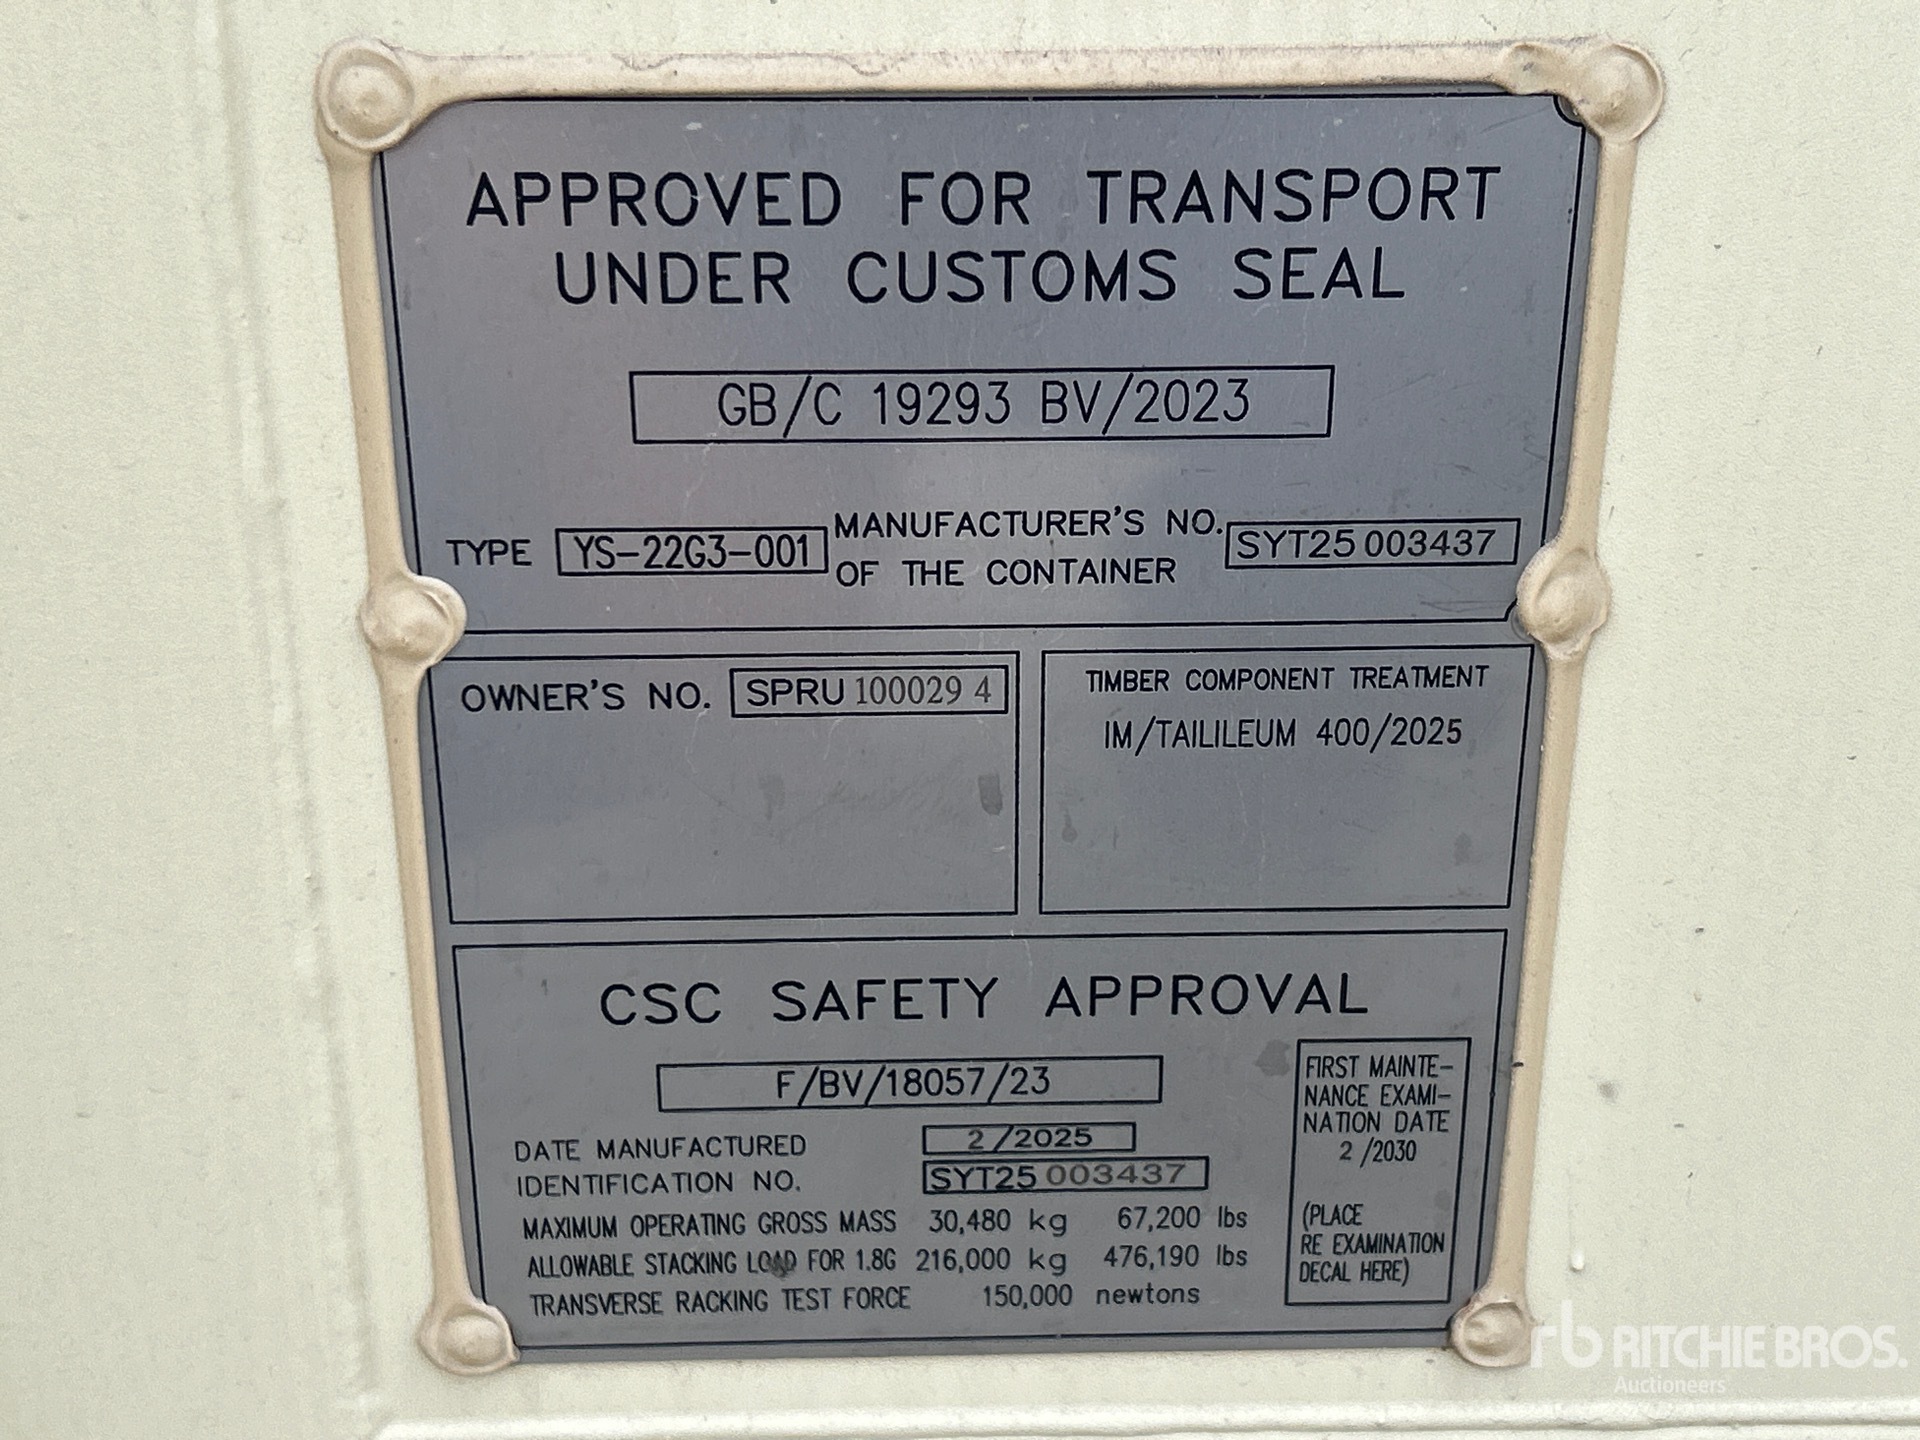 APPROVED FOR TRANSPORT
UNDER CUSTOMS SEAL
GB/C 19293 BV/2023
TYPE YS-22G3-001 MANUFACTURER'S NO. OF THE CONTAINER SYT25 003437
OWNER'S NO. SPRU 100029 4
TIMBER COMPONENT TREATMENT
IM/TAILILEUM 400/2025
CSC SAFETY APPROVAL
F/BV/18057/23
DATE MANUFACTURED 2/2025
IDENTIFICATION NO. SYT25 003437
MAXIMUM OPERATING GROSS MASS 30,480 kg 67,200 lbs
ALLOWABLE STACKING LOAD FOR 1.8G 216,000 kg 476,190 lbs
TRANSVERSE RACKING TEST FORCE 150,000 newtons
FIRST MAINTE-
NANCE EXAMI-
NATION DATE
2 /2030
(PLACE
RE EXAMINATION
DECAL HERE)
rb RITCHIE BROS.
Auctioneers